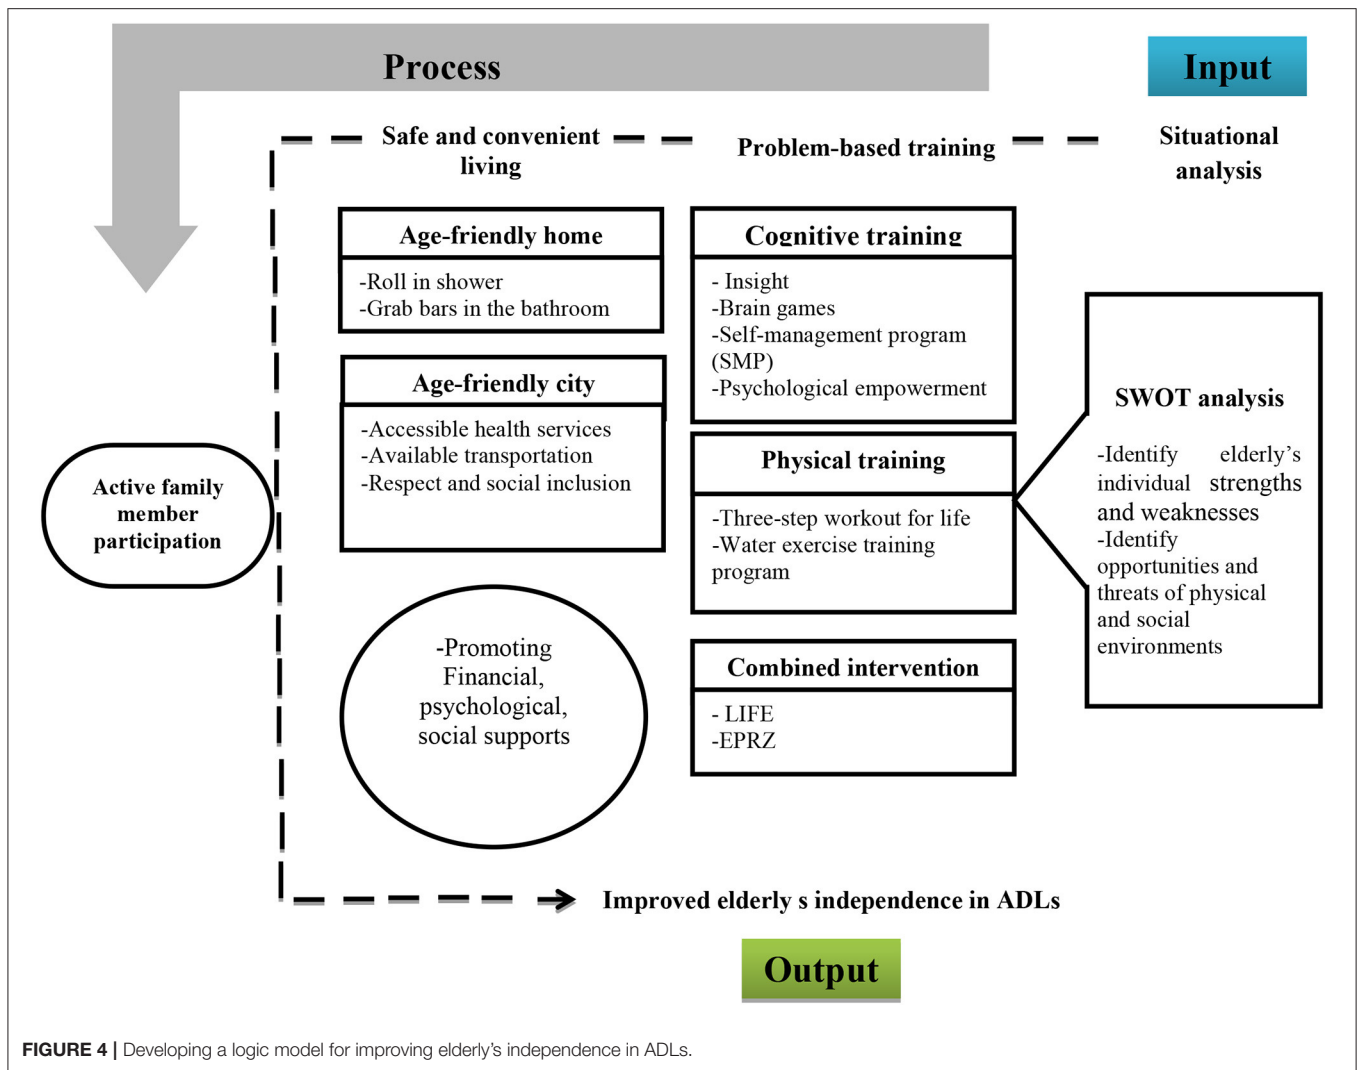 Process
Input
Safe and convenient
living
Problem-based training
Situational
analysis
Age-friendly home
-Roll in shower
-Grab bars in the bathroom
Age-friendly city
-Accessible health services
-Available transportation
-Respect and social inclusion
-Promoting
Financial,
psychological,
social supports
Cognitive training
- Insight
-Brain games
-Self-management program
(SMP)
-Psychological empowerment
Physical training
-Three-step workout for life
-Water exercise training
program
Combined intervention
- LIFE
-EPRZ
SWOT analysis
-Identify elderly’s
individual strengths
and weaknesses
-Identify
opportunities and
threats of physical
and social
environments
Active family
member
participation
Improved elderly s independence in ADLs
Output
FIGURE 4 | Developing a logic model for improving elderly’s independence in ADLs.